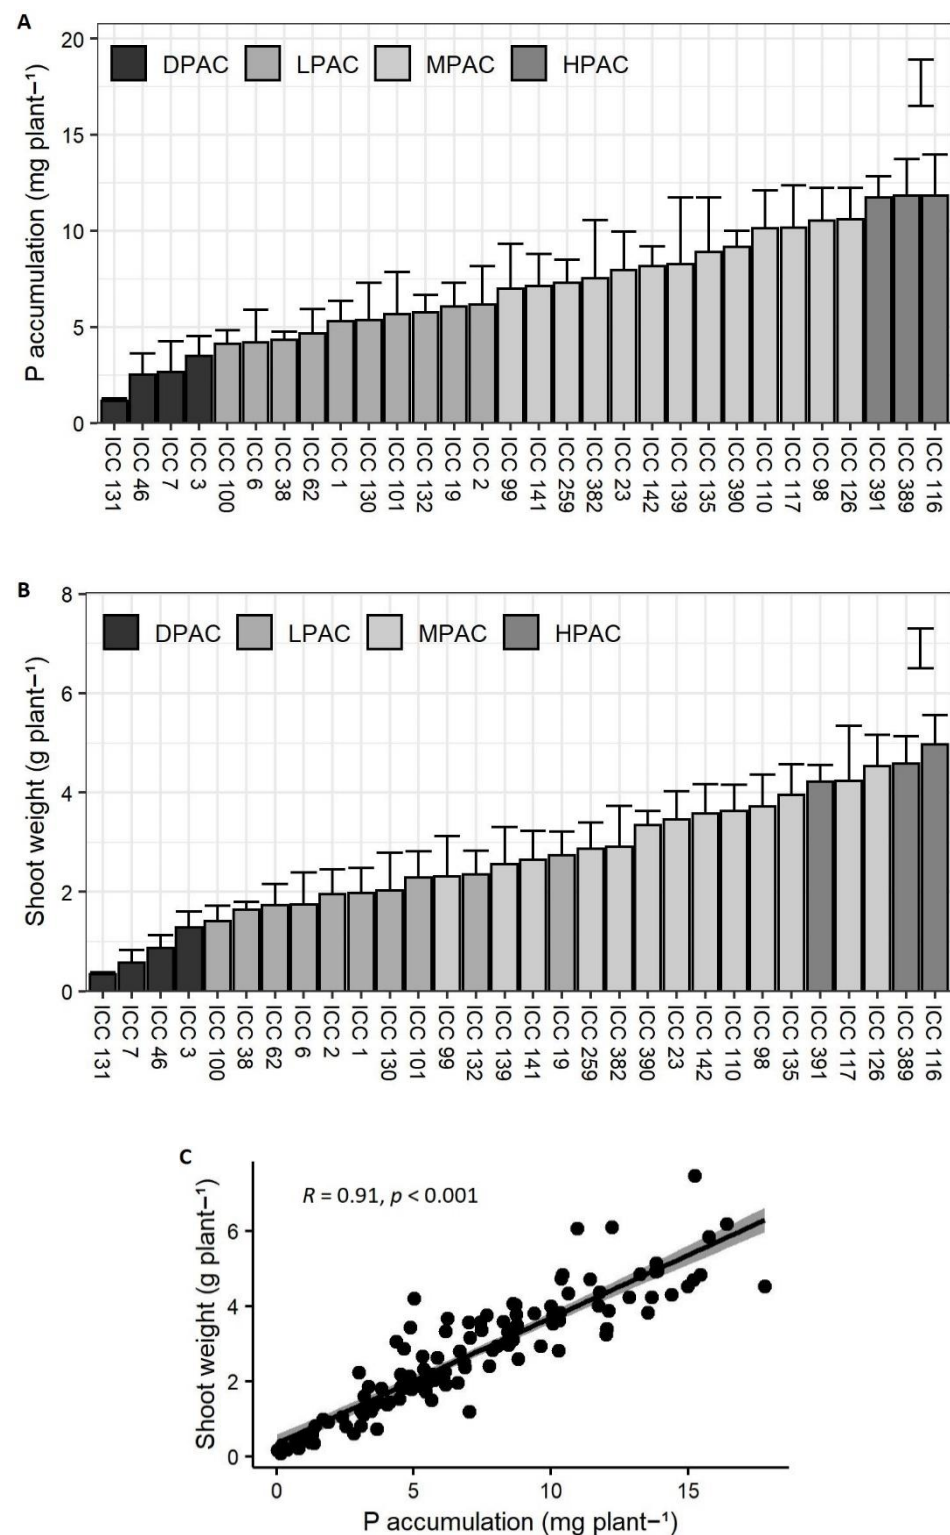 A
P accumulation (mg plant−¹)
20
15
10
5
0
DPAC LPAC MPAC HPAC
ICC 131 ICC 46 ICC 7 ICC 3 ICC 100 ICC 6 ICC 38 ICC 62 ICC 1 ICC 130 ICC 101 ICC 132 ICC 19 ICC 2 ICC 99 ICC 141 ICC 259 ICC 382 ICC 23 ICC 142 ICC 139 ICC 135 ICC 390 ICC 110 ICC 117 ICC 98 ICC 126 ICC 391 ICC 389 ICC 116
B
Shoot weight (g plant−¹)
8
6
4
2
0
DPAC LPAC MPAC HPAC
ICC 131 ICC 7 ICC 46 ICC 3 ICC 100 ICC 38 ICC 62 ICC 6 ICC 2 ICC 1 ICC 130 ICC 101 ICC 99 ICC 132 ICC 139 ICC 141 ICC 19 ICC 259 ICC 382 ICC 390 ICC 23 ICC 142 ICC 110 ICC 98 ICC 135 ICC 391 ICC 117 ICC 126 ICC 389 ICC 116
C
Shoot weight (g plant−¹)
R = 0.91, p < 0.001
6
4
2
0
0 5 10 15
P accumulation (mg plant−¹)